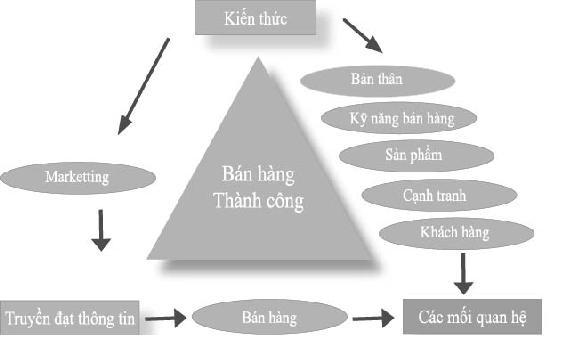 Kiến thức
Bản thân
Kỹ năng bán hàng
Sản phẩm
Cạnh tranh
Khách hàng
Marketting
Bán hàng
Thành công
Truyền đạt thông tin
Bán hàng
Các mối quan hệ